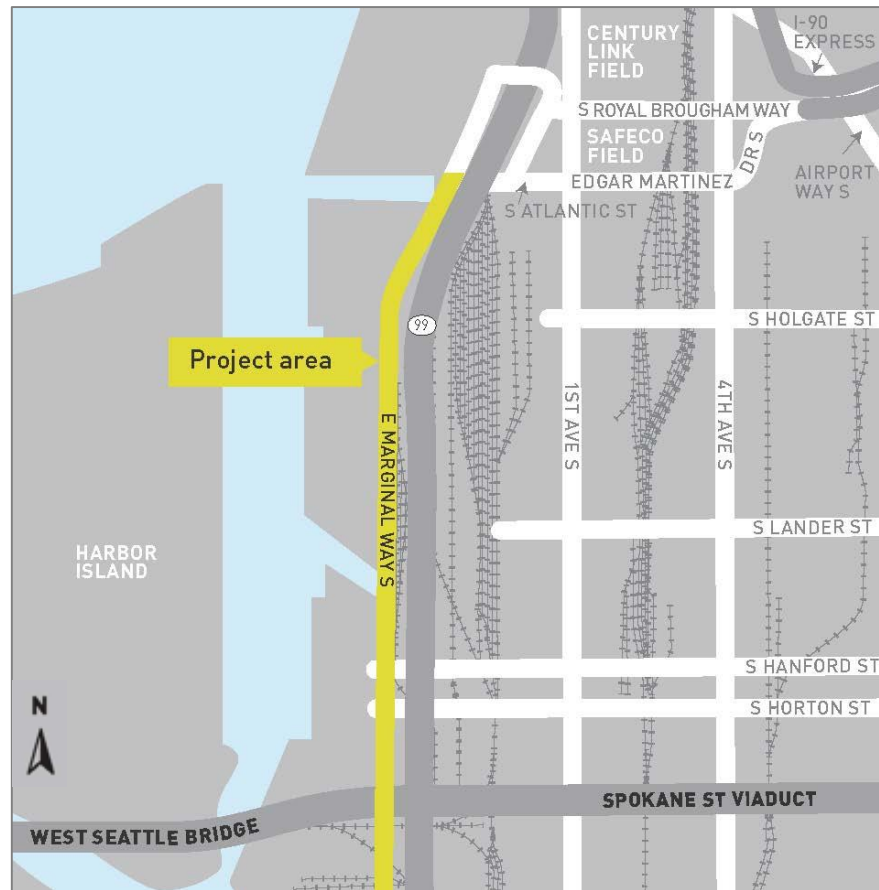 CENTURY
LINK
FIELD
I-90
EXPRESS
S ROYAL BROUGHAM WAY
SAFECO
FIELD
DR S
EDGAR MARTINEZ
AIRPORT
WAY S
S ATLANTIC ST
99
S HOLGATE ST
Project area
E MARGINAL WAY S
1ST AVE S
4TH AVE S
S LANDER ST
HARBOR
ISLAND
S HANFORD ST
S HORTON ST
N
SPOKANE ST VIADUCT
WEST SEATTLE BRIDGE